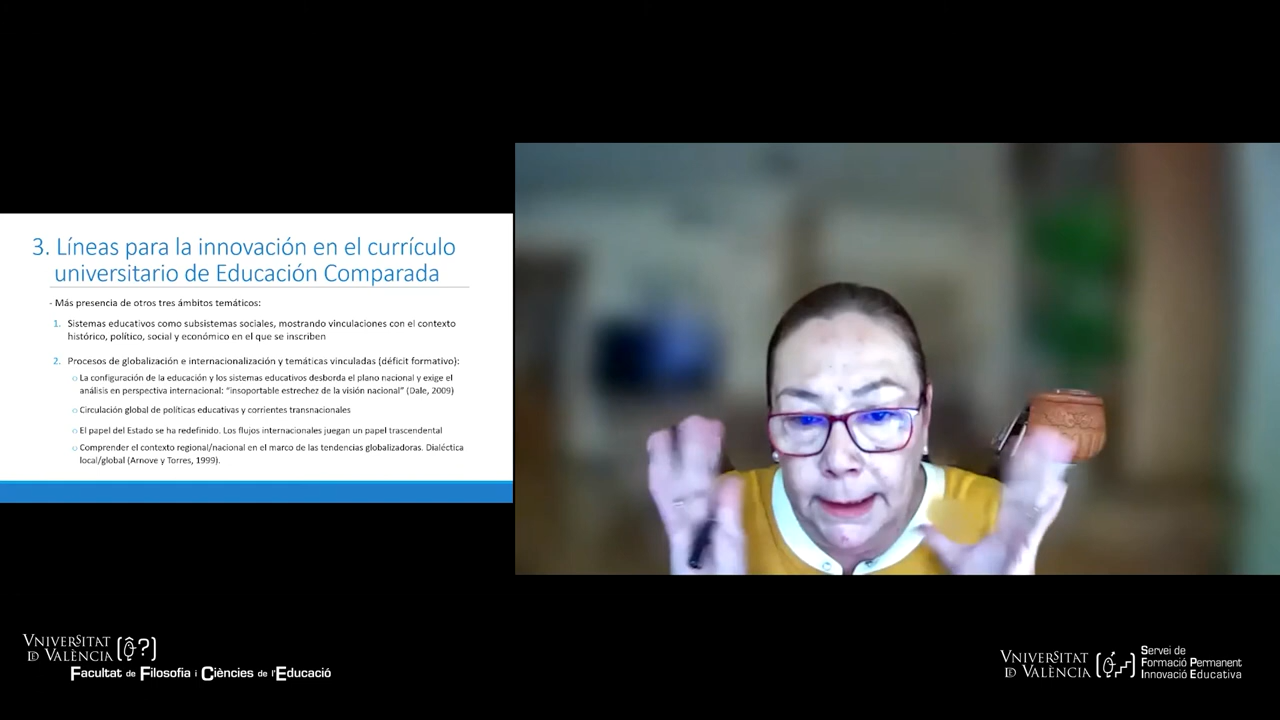 3. Líneas para la innovación en el currículo
universitario de Educación Comparada
- Más presencia de otros tres ámbitos temáticos:
1. Sistemas educativos como subsistemas sociales, mostrando vinculaciones con el contexto
histórico, político, social y económico en el que se inscriben
2. Procesos de globalización e internacionalización y temáticas vinculadas (déficit formativo):
○ La configuración de la educación y los sistemas educativos desborda el plano nacional y exige el
análisis en perspectiva internacional: “insoportable estrechez de la visión nacional” (Dale, 2009)
○ Circulación global de políticas educativas y corrientes transnacionales
○ El papel del Estado se ha redefinido. Los flujos internacionales juegan un papel trascendental
○ Comprender el contexto regional/nacional en el marco de las tendencias globalizadoras. Dialéctica
local/global (Arnove y Torres, 1999).
VNIVERSITAT
ID VALÈNCIA
Facultat de Filosofia i Ciències de l'Educació
VNIVERSITAT
ID VALÈNCIA
Servei de
Formació Permanent
Innovació Educativa